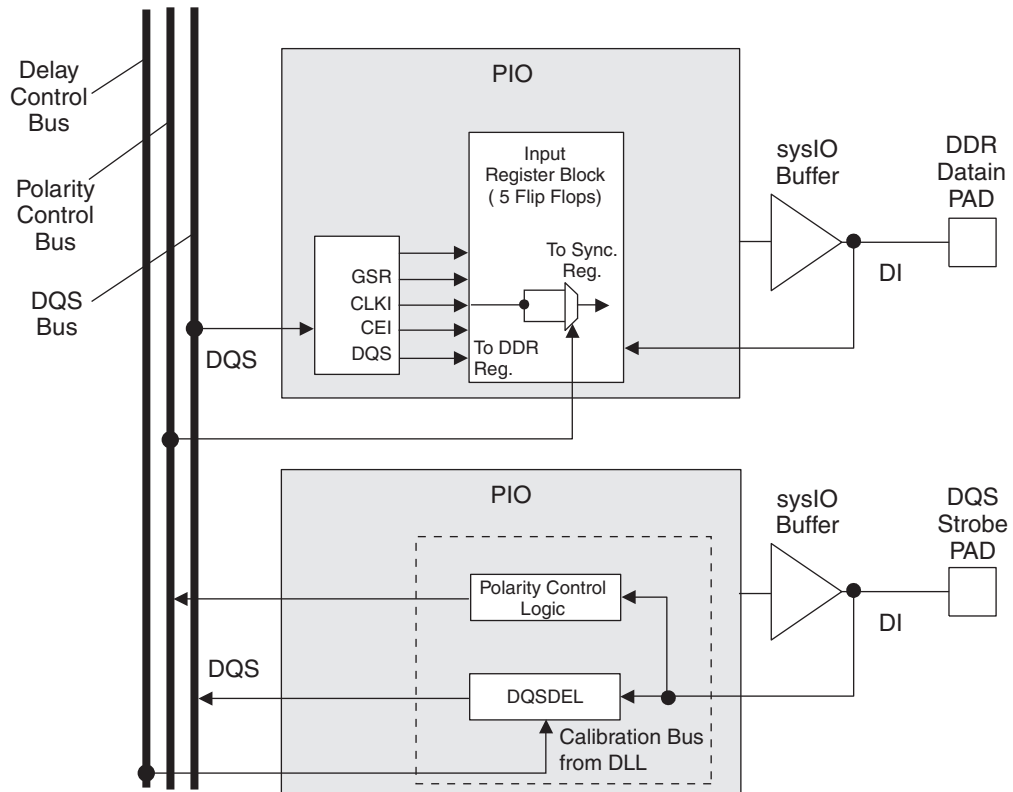 Delay
Control
Bus
Polarity
Control
Bus
DQS
Bus
PIO
Input
Register Block
( 5 Flip Flops)
To Sync.
Reg.
GSR
CLKI
CEI
DQS
To DDR
Reg.
DQS
sysIO
Buffer
DDR
Datain
PAD
DI
PIO
Polarity Control
Logic
DQSDEL
Calibration Bus
from DLL
DQS
sysIO
Buffer
DQS
Strobe
PAD
DI